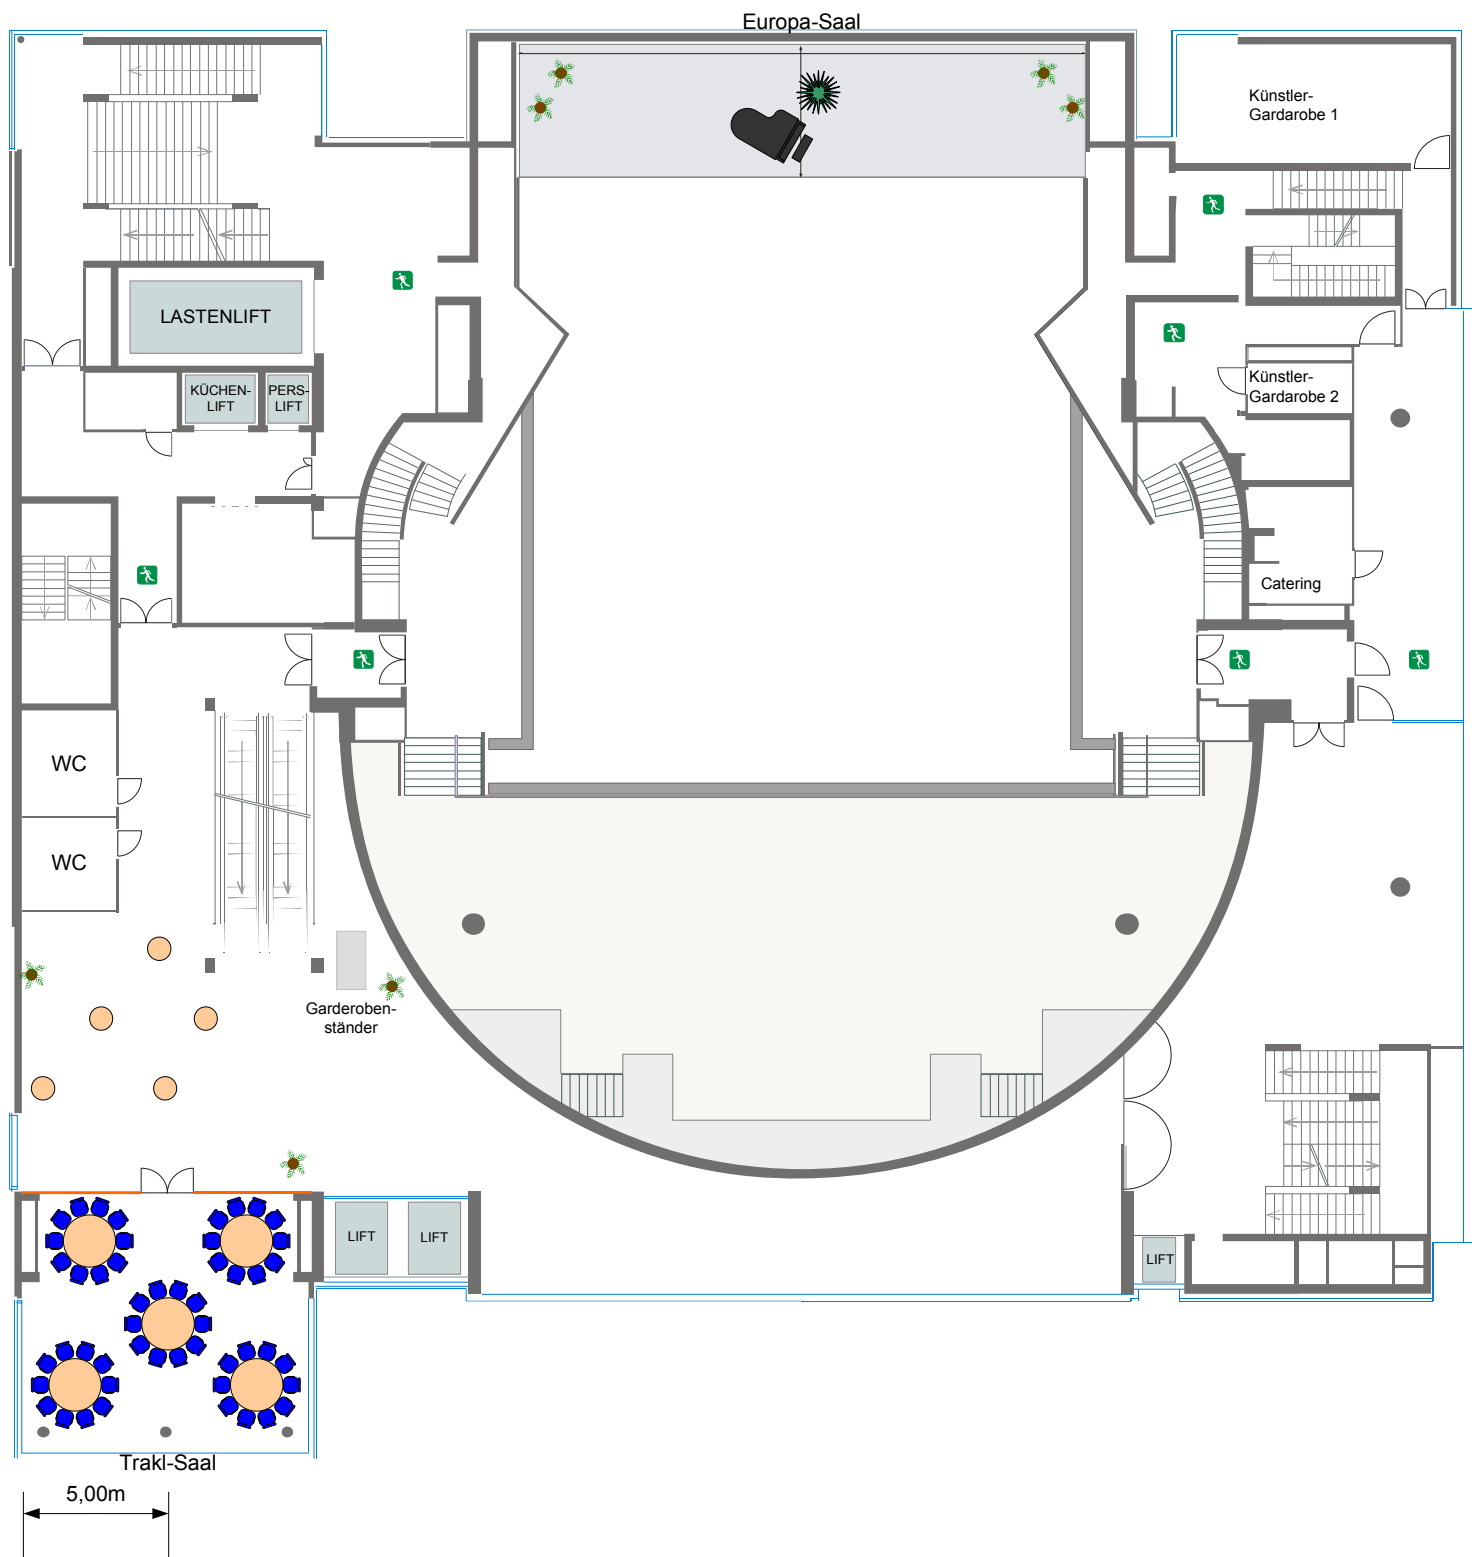 Europa-Saal
Künstler-
Gardarobe 1
LASTENLIFT
KÜCHEN-
LIFT
PERS-
LIFT
Künstler-
Gardarobe 2
Catering
WC
WC
Garderoben-
ständer
LIFT
LIFT
LIFT
Trakl-Saal
5,00m